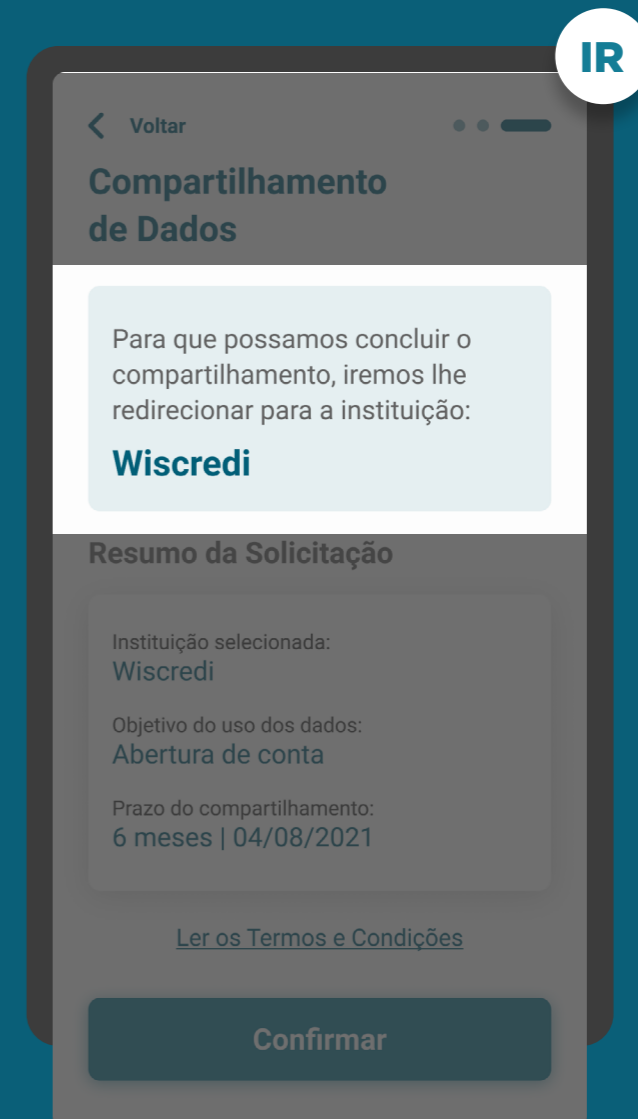 IR
Voltar
Compartilhamento
de Dados
Para que possamos concluir o
compartilhamento, iremos lhe
redirecionar para a instituição:
Wiscredi
Resumo da Solicitação
Instituição selecionada:
Wiscredi
Objetivo do uso dos dados:
Abertura de conta
Prazo do compartilhamento:
6 meses | 04/08/2021
Ler os Termos e Condições
Confirmar